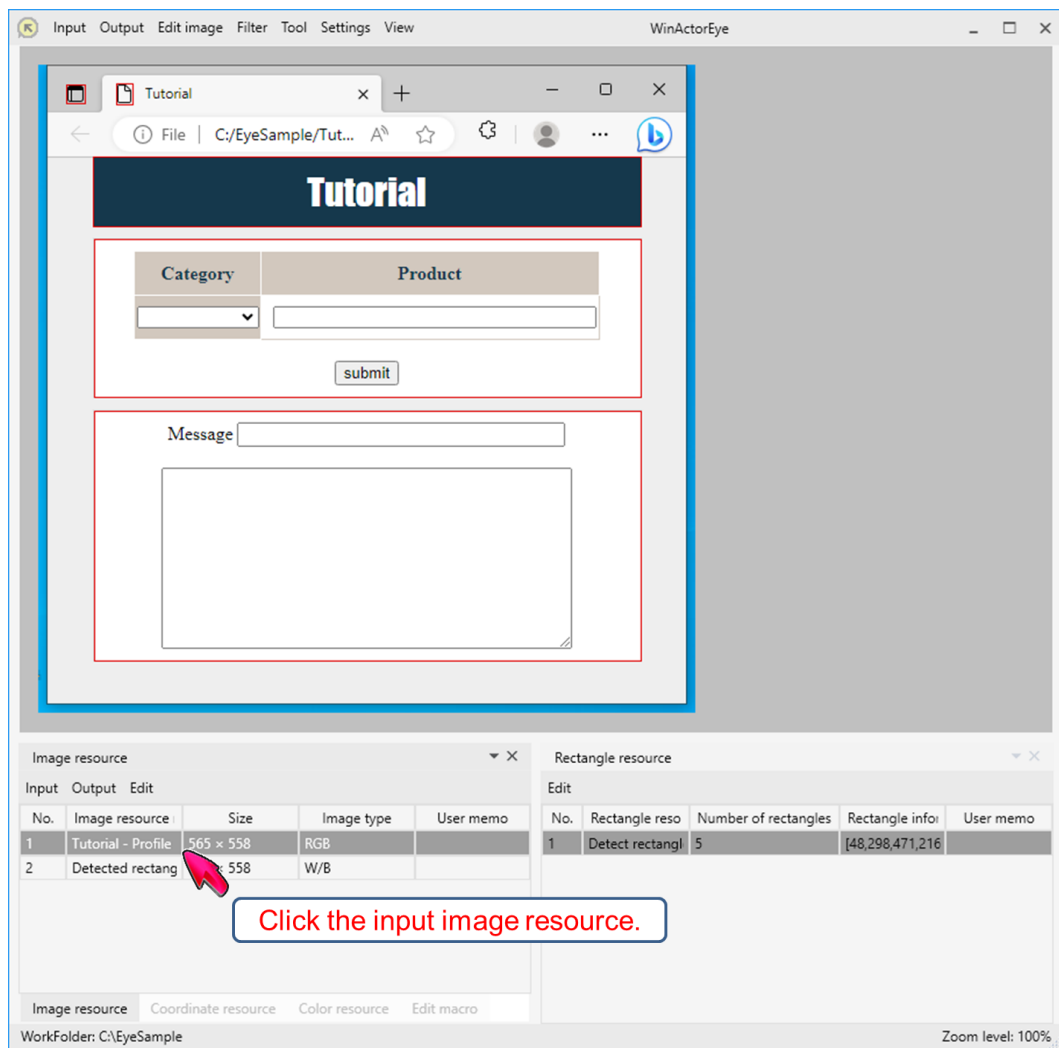 Input Output Edit image Filter Tool Settings View WinActorEye
Tutorial
File | C:/EyeSample/Tut...
Tutorial
Category Product
submit
Message
Image resource
Rectangle resource
Input Output Edit
Edit
No. Image resource Size Image type User memo
No. Rectangle reso Number of rectangles Rectangle infor User memo
1 Tutorial - Profile 565 × 558 RGB
1 Detect rectangl 5 [48,298,471,216
2 Detected rectang × 558 W/B
Click the input image resource.
Image resource Coordinate resource Color resource Edit macro
WorkFolder: C:\EyeSample Zoom level: 100%